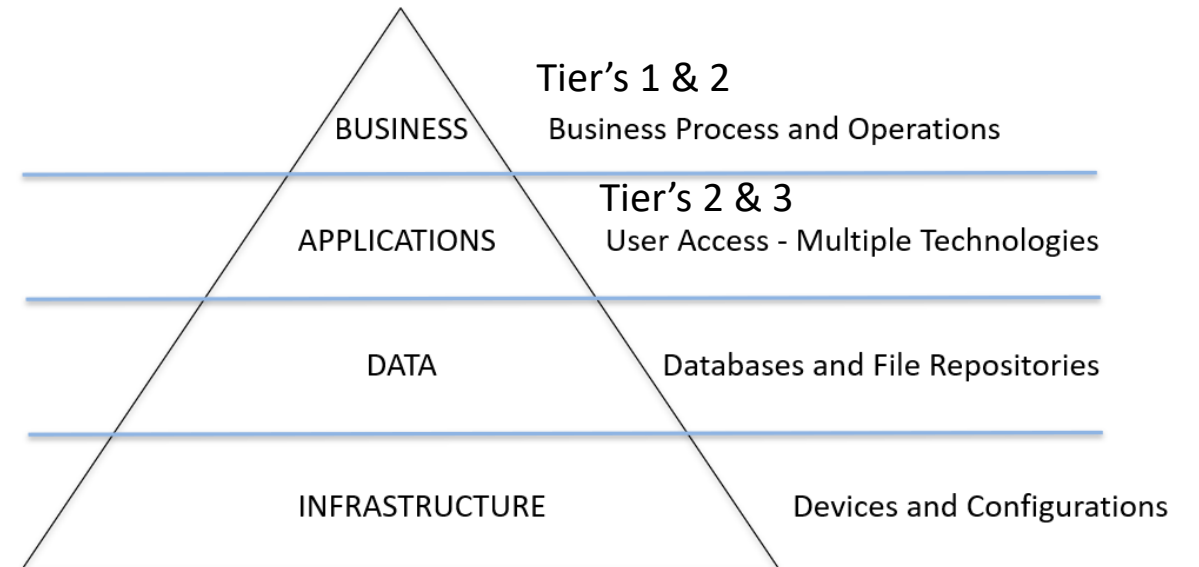 Tier’s 1 & 2
BUSINESS Business Process and Operations
Tier’s 2 & 3
APPLICATIONS User Access - Multiple Technologies
DATA Databases and File Repositories
INFRASTRUCTURE Devices and Configurations